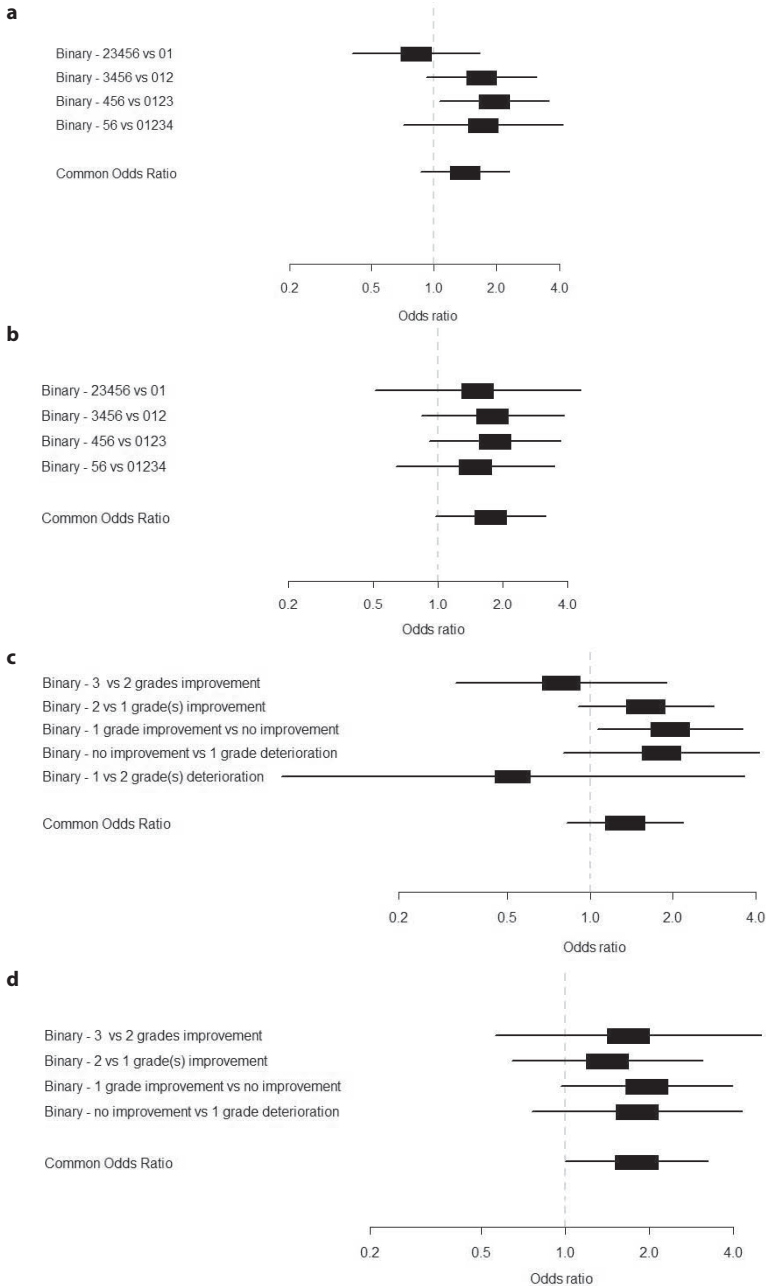 a
Binary - 23456 vs 01
Binary - 3456 vs 012
Binary - 456 vs 0123
Binary - 56 vs 01234
Common Odds Ratio
0.2 0.5 1.0 2.0 4.0
Odds ratio
b
Binary - 23456 vs 01
Binary - 3456 vs 012
Binary - 456 vs 0123
Binary - 56 vs 01234
Common Odds Ratio
0.2 0.5 1.0 2.0 4.0
Odds ratio
c
Binary - 3 vs 2 grades improvement
Binary - 2 vs 1 grade(s) improvement
Binary - 1 grade improvement vs no improvement
Binary - no improvement vs 1 grade deterioration
Binary - 1 vs 2 grade(s) deterioration
Common Odds Ratio
0.2 0.5 1.0 2.0 4.0
Odds ratio
d
Binary - 3 vs 2 grades improvement
Binary - 2 vs 1 grade(s) improvement
Binary - 1 grade improvement vs no improvement
Binary - no improvement vs 1 grade deterioration
Common Odds Ratio
0.2 0.5 1.0 2.0 4.0
Odds ratio